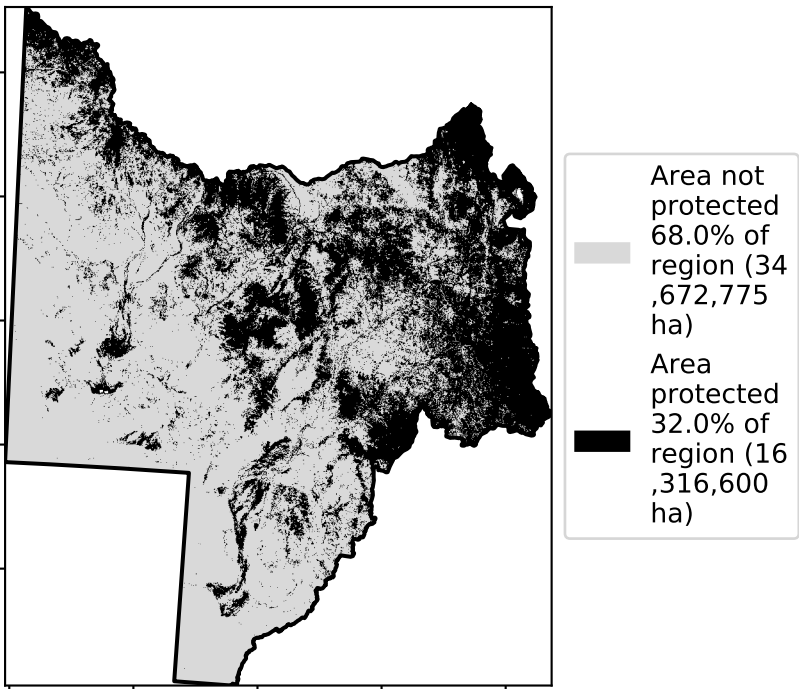 Area not
protected
68.0% of
region (34
,672,775
ha)
Area
protected
32.0% of
region (16
,316,600
ha)